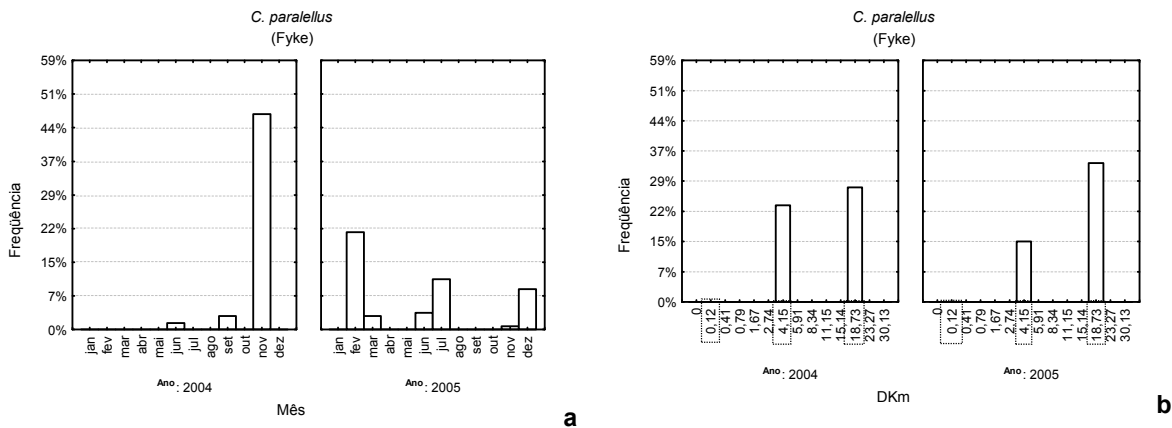 C. paralellus
(Fyke)
59%
51%
44%
37%
29%
22%
15%
7%
0%
Freqüência
jan fev mar abr mai jun jul ago set out nov dez
jan fev mar abr mai jun jul ago set out nov dez
Ano: 2004
Ano: 2005
Mês
a
C. paralellus
(Fyke)
59%
51%
44%
37%
29%
22%
15%
7%
0%
Freqüência
0 0,12 0,41 0,79 1,67 2,74 4,15 5,91 8,34 11,15 15,14 18,73 23,27 30,13
0 0,12 0,41 0,79 1,67 2,74 4,15 5,91 8,34 11,15 15,14 18,73 23,27 30,13
Ano: 2004
Ano: 2005
DKm
b